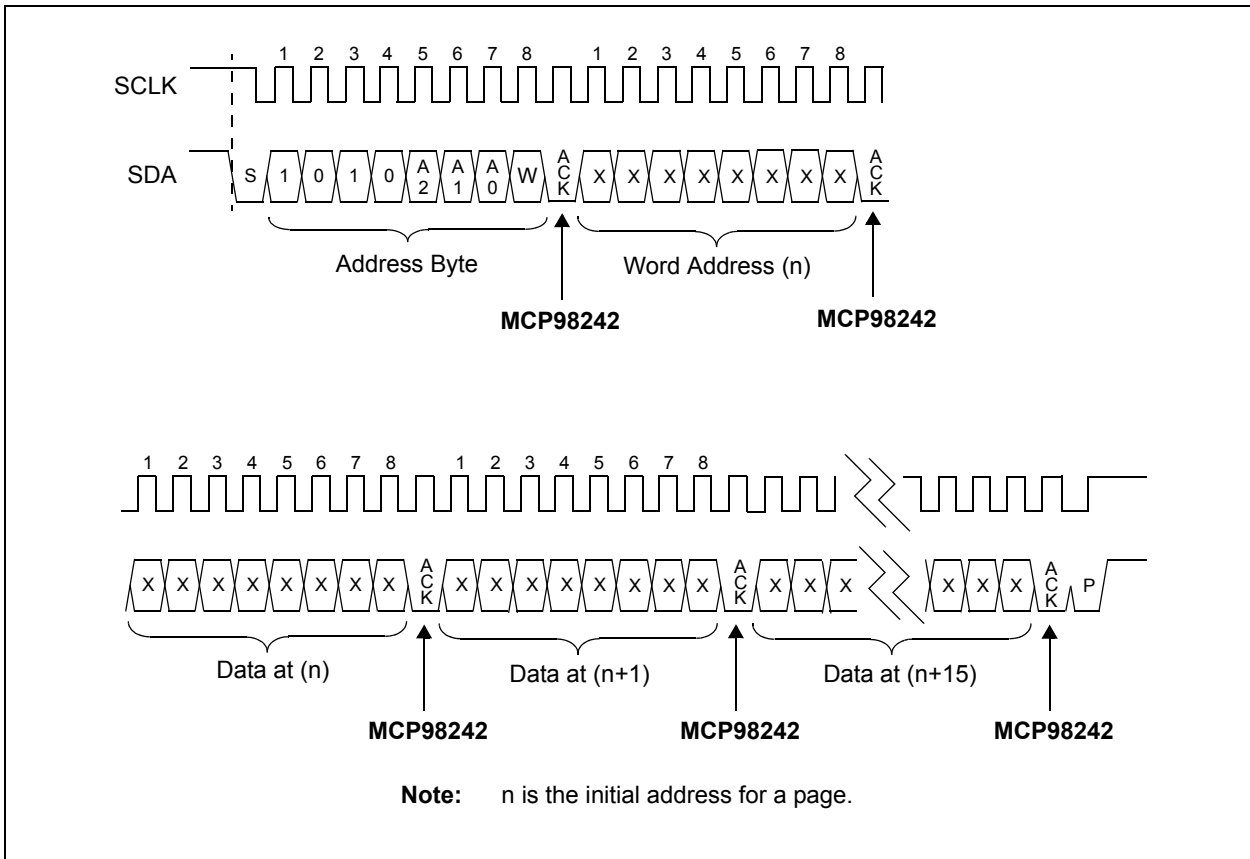 1 2 3 4 5 6 7 8 1 2 3 4 5 6 7 8
SCLK
SDA S 1 0 1 0 A2 A1 A0 W ACK X X X X X X X X ACK
Address Byte Word Address (n)
MCP98242 MCP98242
1 2 3 4 5 6 7 8 1 2 3 4 5 6 7 8
X X X X X X X X ACK X X X X X X X X ACK X X X X X X ACK P
Data at (n) Data at (n+1) Data at (n+15)
MCP98242 MCP98242 MCP98242
Note: n is the initial address for a page.